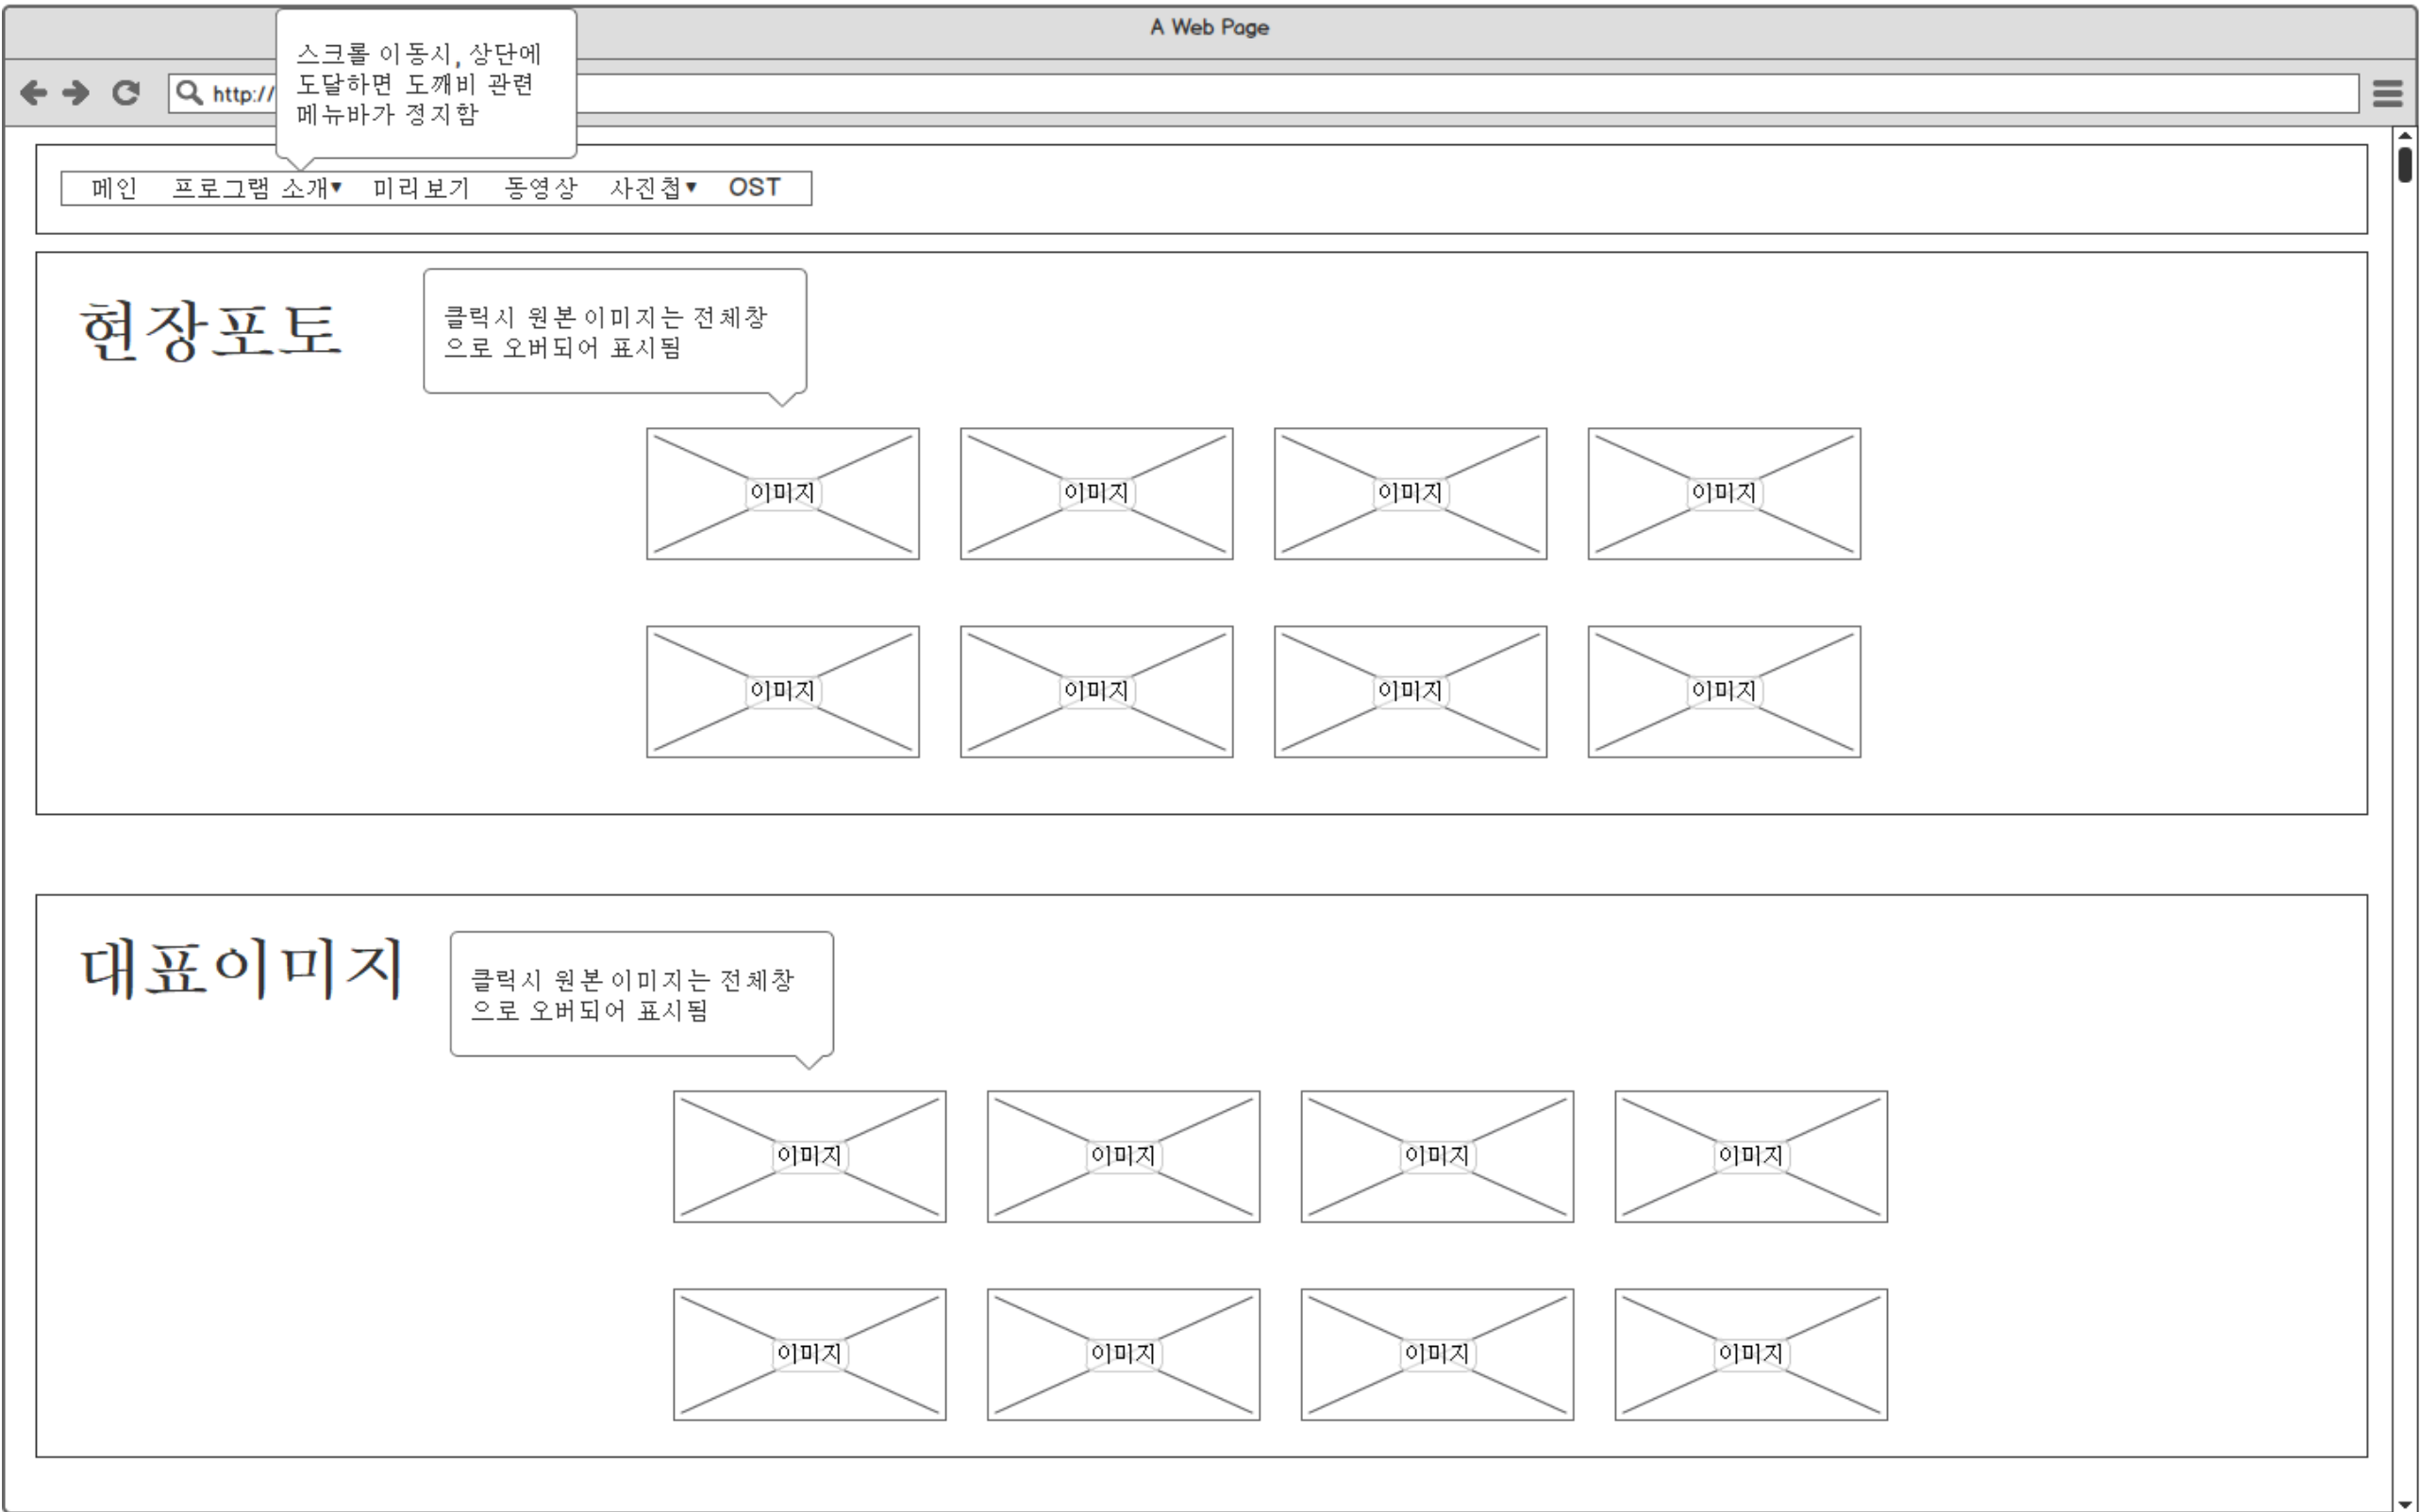 A Web Page
스크롤 이동시, 상단에
도달하면 도깨비 관련
메뉴바가 정지함
http://
메인 프로그램 소개▼ 미리보기 동영상 사진첩▼ OST
현장포토
클릭시 원본 이미지는 전체창
으로 오버되어 표시됨
이미지 이미지 이미지 이미지
이미지 이미지 이미지 이미지
대표이미지
클릭시 원본 이미지는 전체창
으로 오버되어 표시됨
이미지 이미지 이미지 이미지
이미지 이미지 이미지 이미지